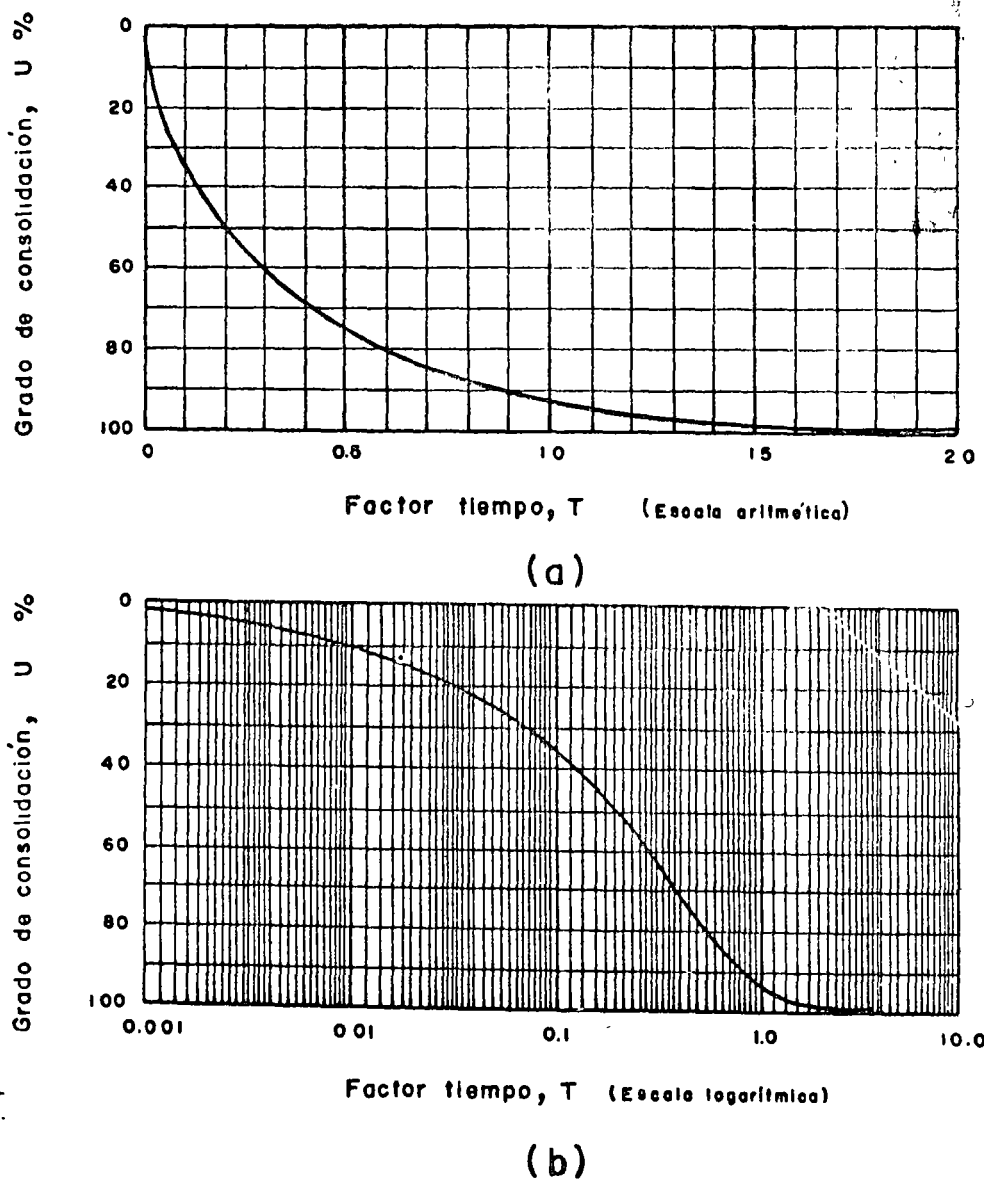 Grado de consolidación, U %
0
20
40
60
80
100
0 0.5 1.0 1.5 2.0
Factor tiempo, T (Escala aritmética)
(a)
Grado de consolidación, U %
0
20
40
60
80
100
0.001 0.01 0.1 1.0 10.0
Factor tiempo, T (Escala logarítmica)
(b)